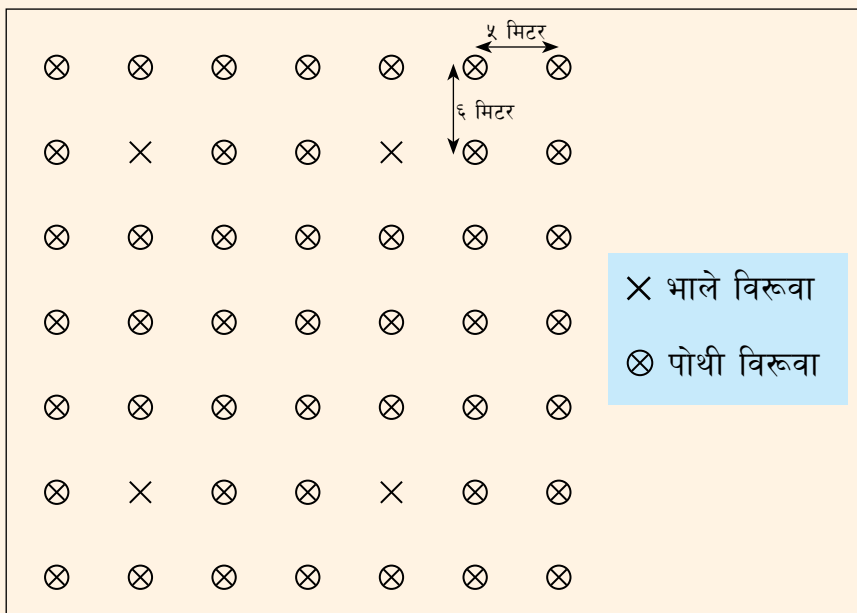 ५ मिटर
६ मिटर
भाले विरूवा
पोथी विरूवा